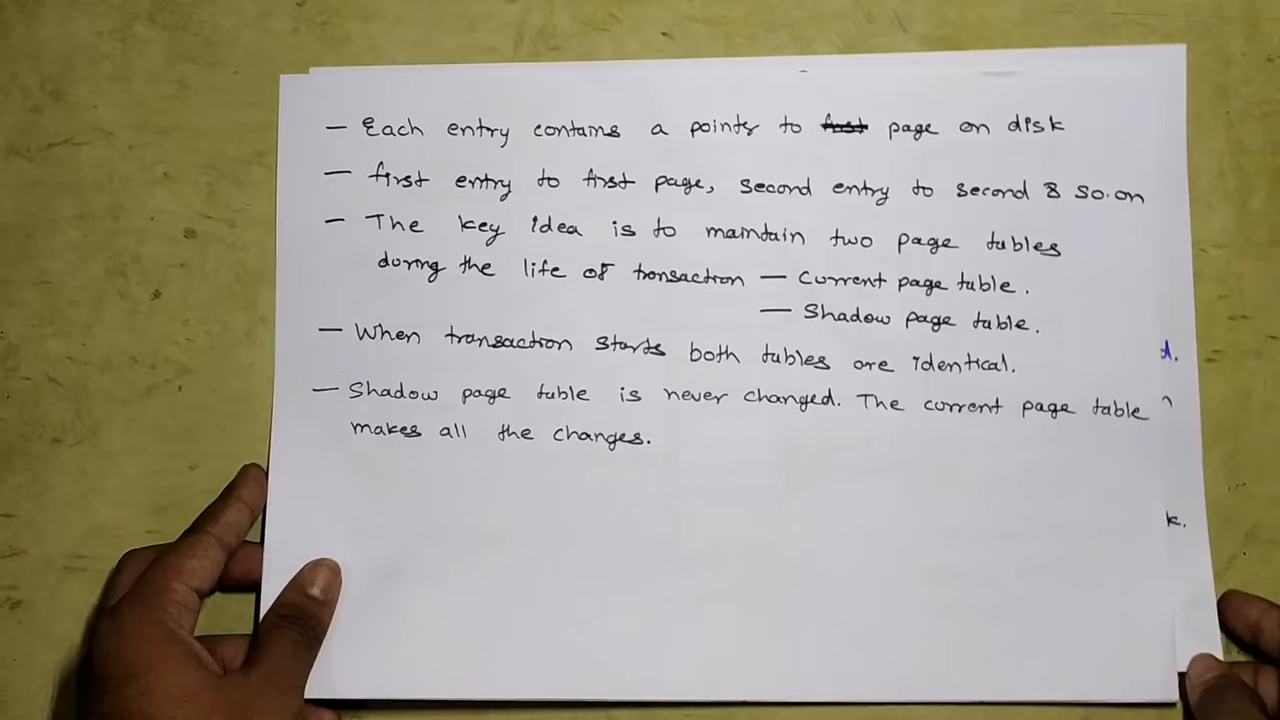 — Each entry contains a pointer to page on disk
— first entry to first page, second entry to second & so.on
— The key idea is to maintain two page tables
during the life of transaction — Current page table.
— Shadow page table.
— When transaction starts both tables are identical.
— Shadow page table is never changed. The current page table
makes all the changes.
d.
k.